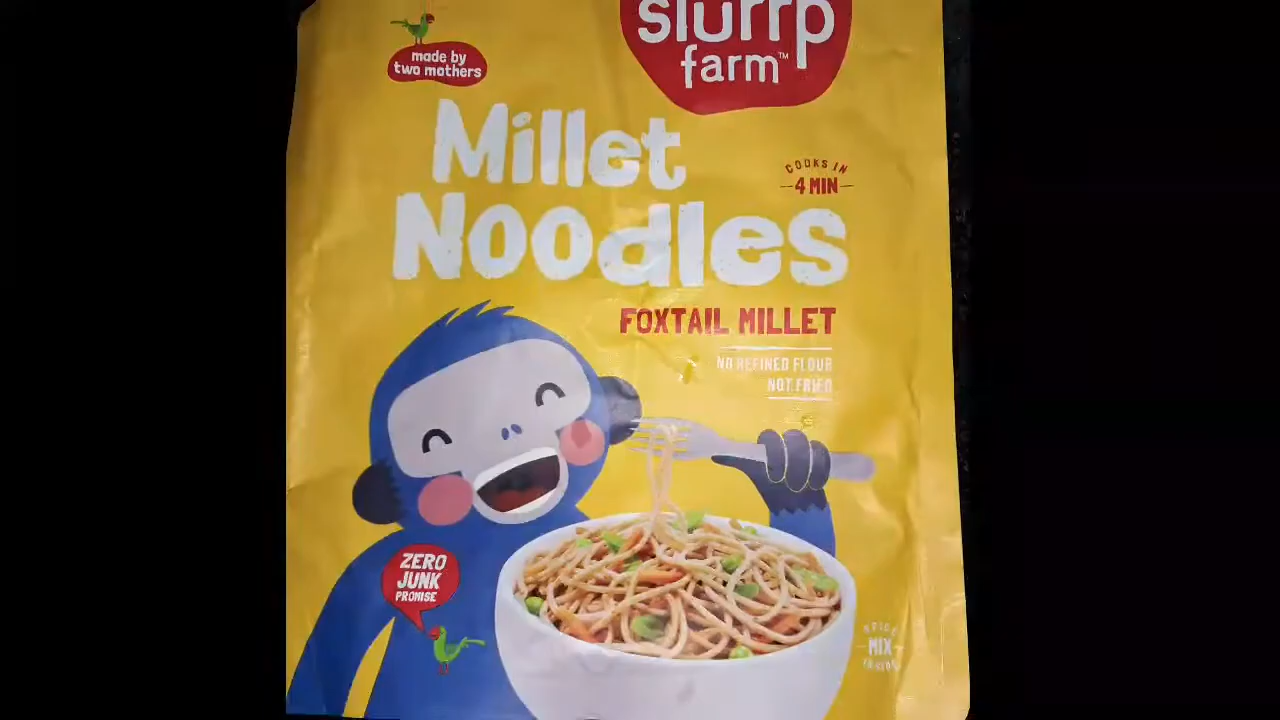 made by
two mothers
slurrp
farm™
Millet
Noodles
COOKS IN
4 MIN
FOXTAIL MILLET
NO REFINED FLOUR
NOT FRIED
ZERO
JUNK
PROMISE
SPICE
MIX